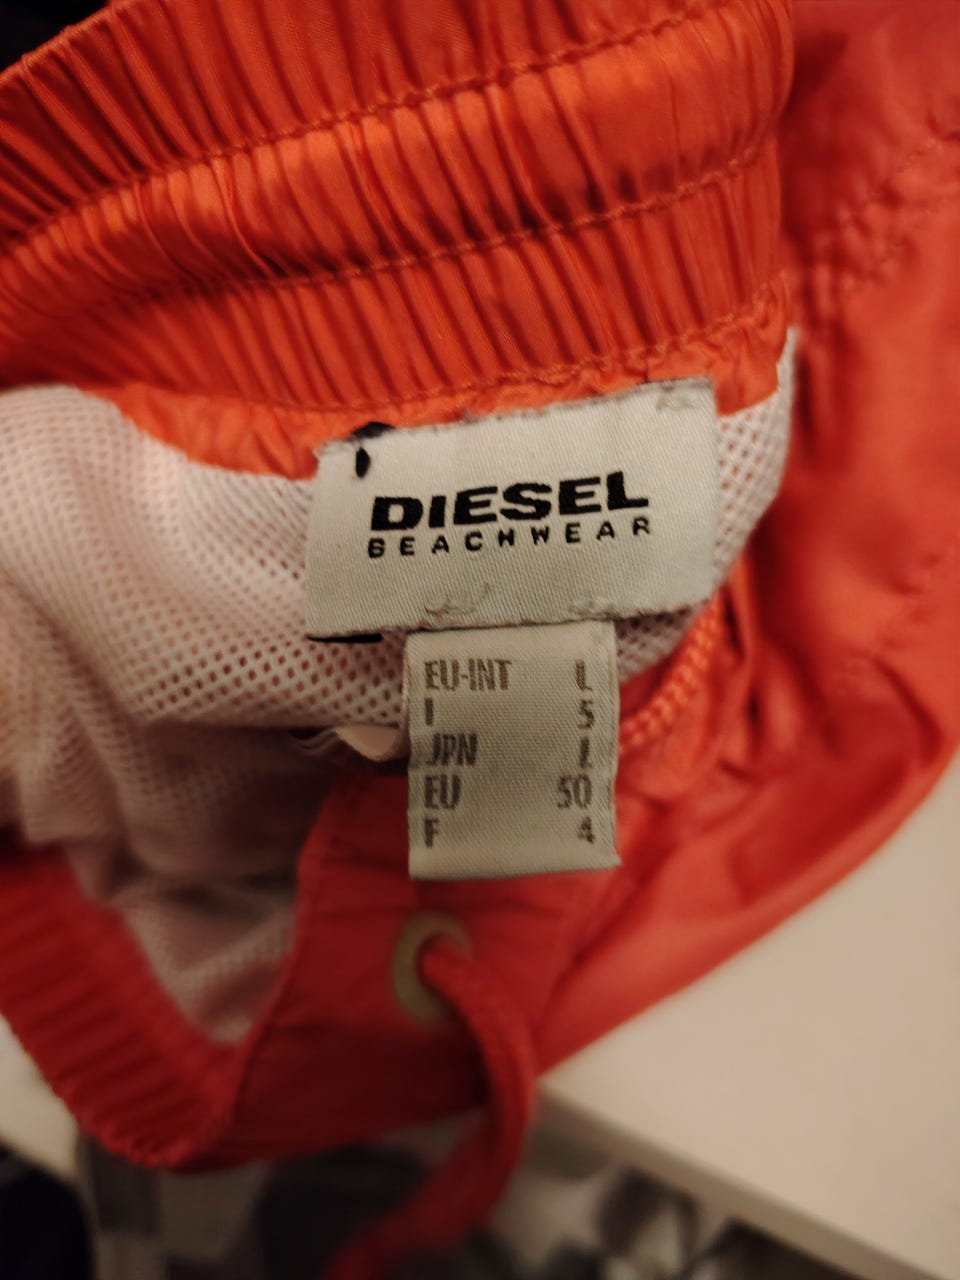 DIESEL
BEACHWEAR
EU-INT L
I 5
JPN L
EU 50
F 4